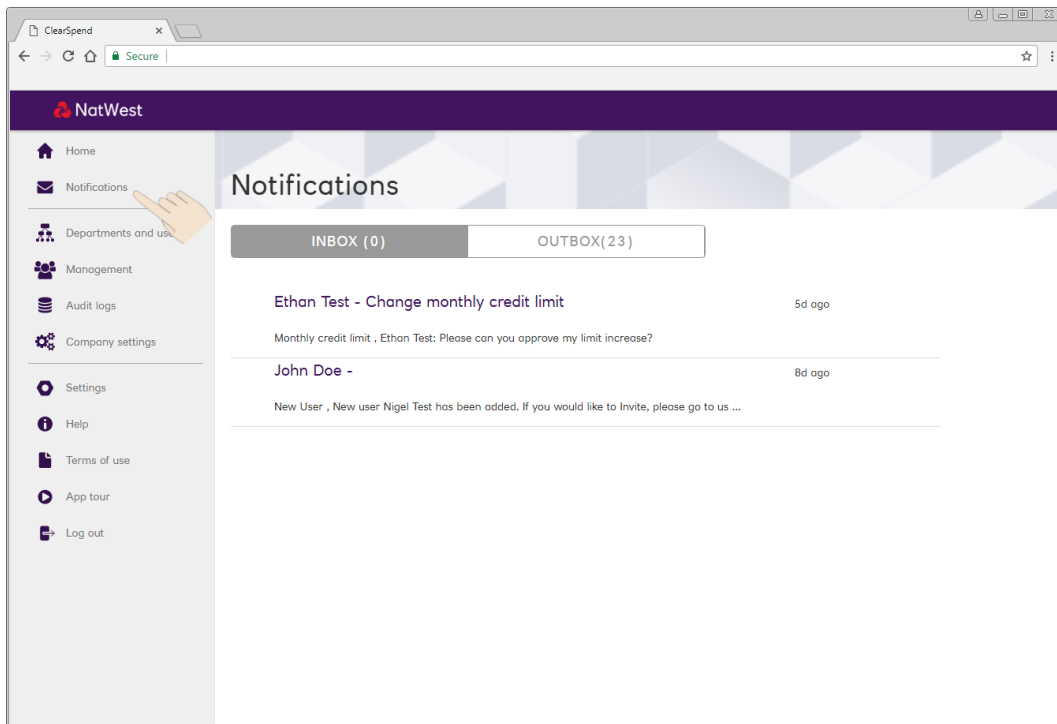 ClearSpend
Secure
NatWest
Home
Notifications
Departments and use
Management
Audit logs
Company settings
Settings
Help
Terms of use
App tour
Log out
Notifications
INBOX (0)
OUTBOX(23)
Ethan Test - Change monthly credit limit
5d ago
Monthly credit limit , Ethan Test: Please can you approve my limit increase?
John Doe -
8d ago
New User , New user Nigel Test has been added. If you would like to Invite, please go to us ...